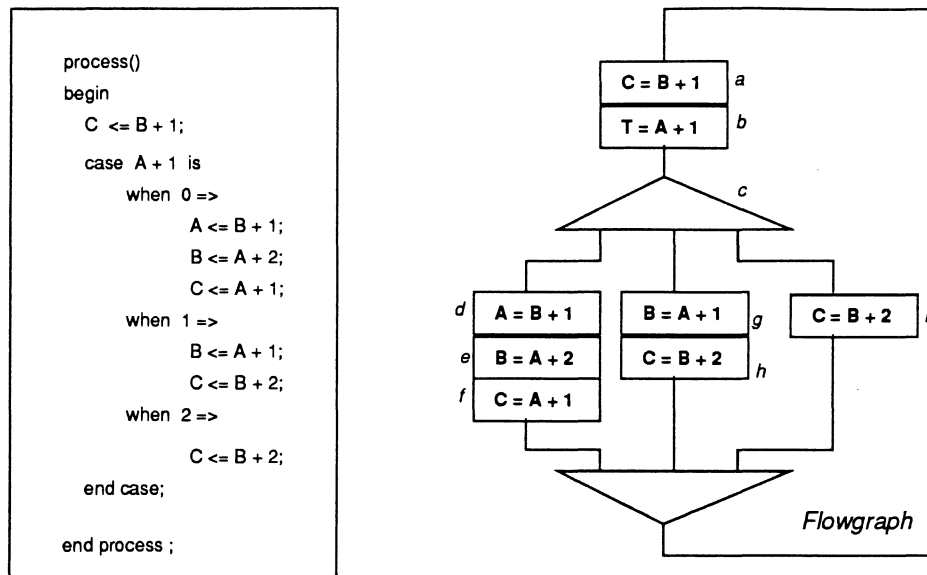 process()
begin
C <= B + 1;
case A + 1 is
when 0 =>
A <= B + 1;
B <= A + 2;
C <= A + 1;
when 1 =>
B <= A + 1;
C <= B + 2;
when 2 =>
C <= B + 2;
end case;
end process ;
C = B + 1 a
T = A + 1 b
c
d A = B + 1
e B = A + 2
f C = A + 1
B = A + 1 g
C = B + 2 h
C = B + 2
Flowgraph